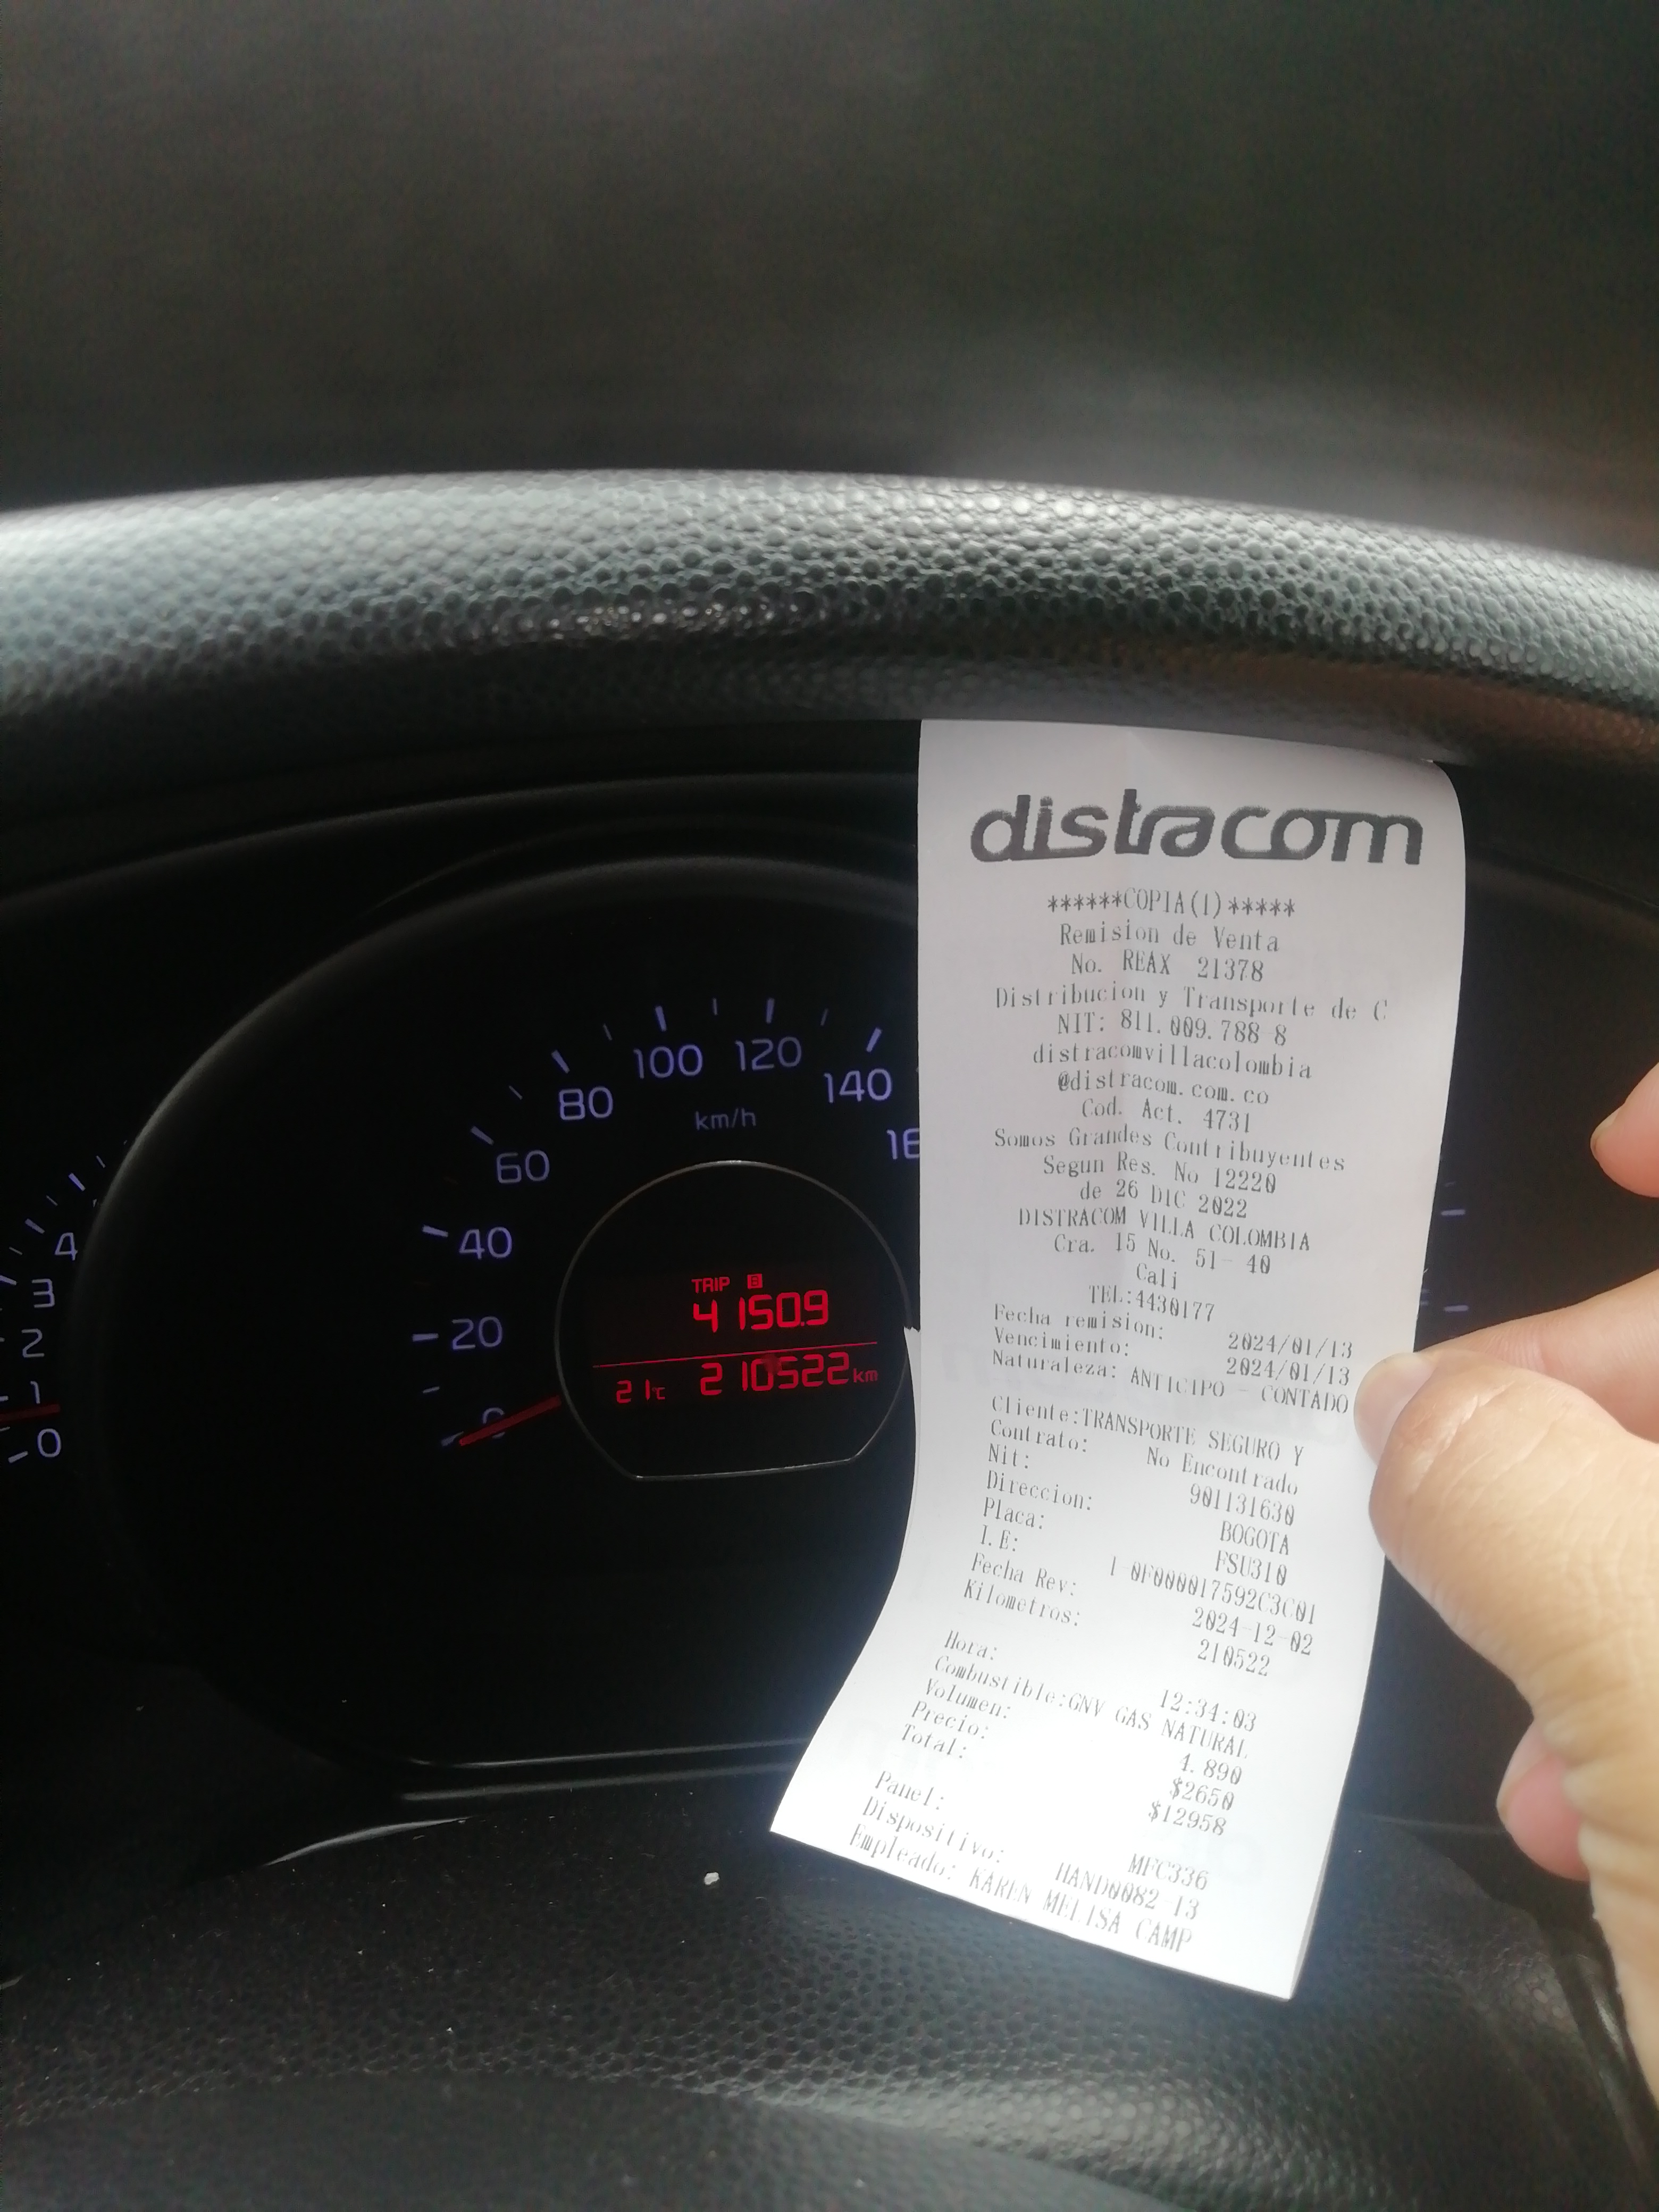 distracom
******COPIA(1)*****
Remision de Venta
No. REAX 21378
Distribucion y Transporte de C
NIT: 811.009.788 8
distracomvillacolombia
@distracom.com.co
Cod. Act. 4731
Somos Grandes Contribuyentes
Segun Res. No 12220
de 26 DIC 2022
DISTRACOM VILLA COLOMBIA
Cra. 15 No. 51- 40
Cali
TEL:4430177
Fecha remision: 2024/01/13
Vencimiento: 2024/01/13
Naturaleza: ANTICIPO - CONTADO
Cliente:TRANSPORTE SEGURO Y
Contrato: No Encontrado
Nit: 901131630
Direccion: BOGOTA
Placa: FSU310
I.E: 1-0F000017592C3C01
Fecha Rev: 2024-12-02
Kilometros: 210522
Hora: 12:34:03
Combustible:GNV GAS NATURAL
Volumen: 4.890
Precio: $2650
Total: $12958
Panel: MFC336
Dispositivo: HAND0082-13
Empleado: KAREN MELISA CAMP
100 120
80 140
km/h
60 16
40
20
0
TRIP B
4150.9
21°C 210522 km
4
3
2
1
0